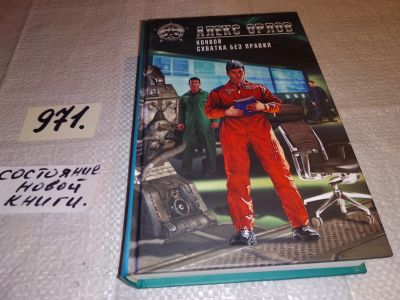 АЛЕКС ОРЛОВ
КОНВОЙ
СХВАТКА БЕЗ ПРАВИЛ
971.
СОСТОЯНИЕ
НОВОЙ
КНИГИ.